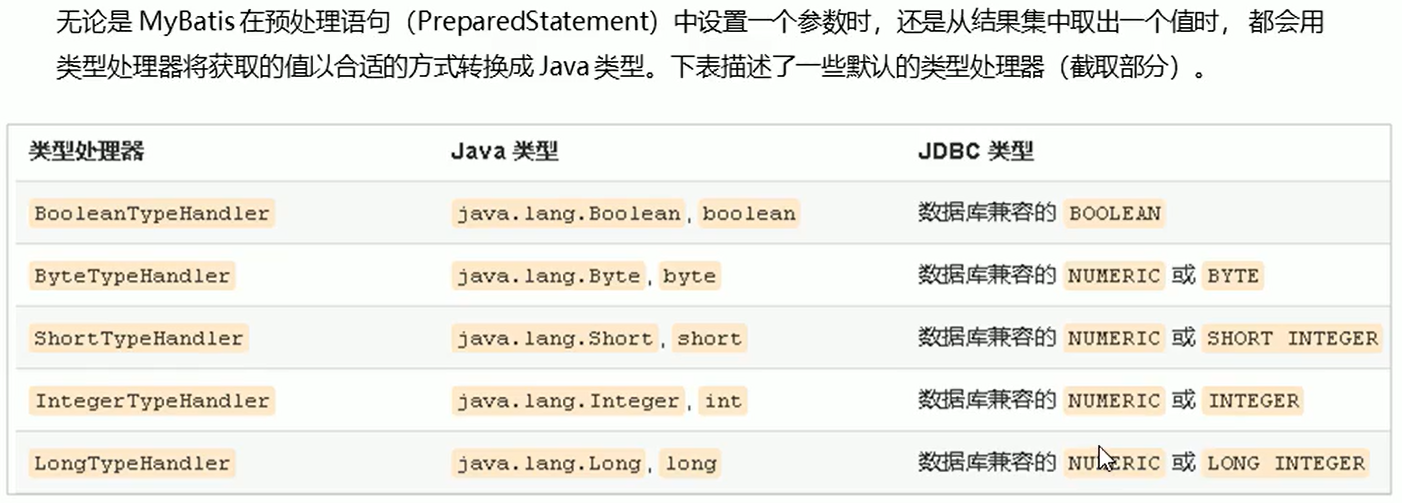 无论是 MyBatis 在预处理语句（PreparedStatement）中设置一个参数时，还是从结果集中取出一个值时， 都会用
类型处理器将获取的值以合适的方式转换成 Java 类型。下表描述了一些默认的类型处理器（截取部分）。
类型处理器 Java 类型 JDBC 类型
BooleanTypeHandler java.lang.Boolean, boolean 数据库兼容的 BOOLEAN
ByteTypeHandler java.lang.Byte, byte 数据库兼容的 NUMERIC 或 BYTE
ShortTypeHandler java.lang.Short, short 数据库兼容的 NUMERIC 或 SHORT INTEGER
IntegerTypeHandler java.lang.Integer, int 数据库兼容的 NUMERIC 或 INTEGER
LongTypeHandler java.lang.Long, long 数据库兼容的 NUMERIC 或 LONG INTEGER